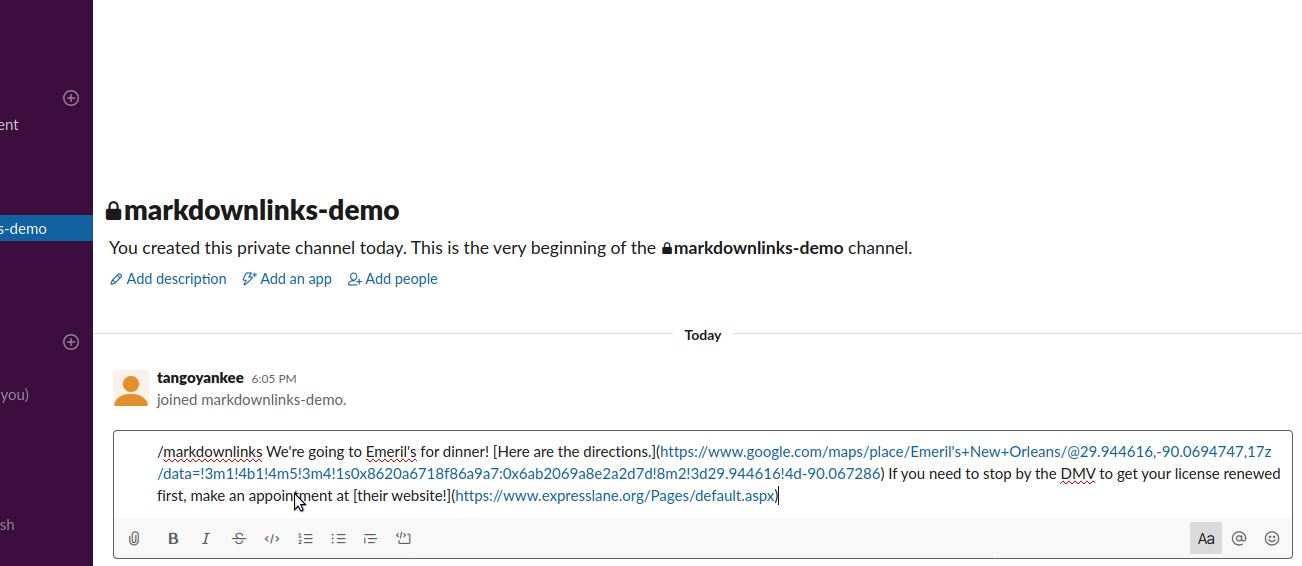 ent
s-demo
you)
sh
markdownlinks-demo
You created this private channel today. This is the very beginning of the markdownlinks-demo channel.
Add description Add an app Add people
Today
tangoyankee 6:05 PM
joined markdownlinks-demo.
/markdownlinks We're going to Emeril's for dinner! [Here are the directions.](https://www.google.com/maps/place/Emeril's+New+Orleans/@29.944616,-90.0694747,17z
/data=!3m1!4b1!4m5!3m4!1s0x8620a6718f86a9a7:0x6ab2069a8e2a2d7d!8m2!3d29.944616!4d-90.067286) If you need to stop by the DMV to get your license renewed
first, make an appointment at [their website!](https://www.expresslane.org/Pages/default.aspx)
B I S </> Aa @